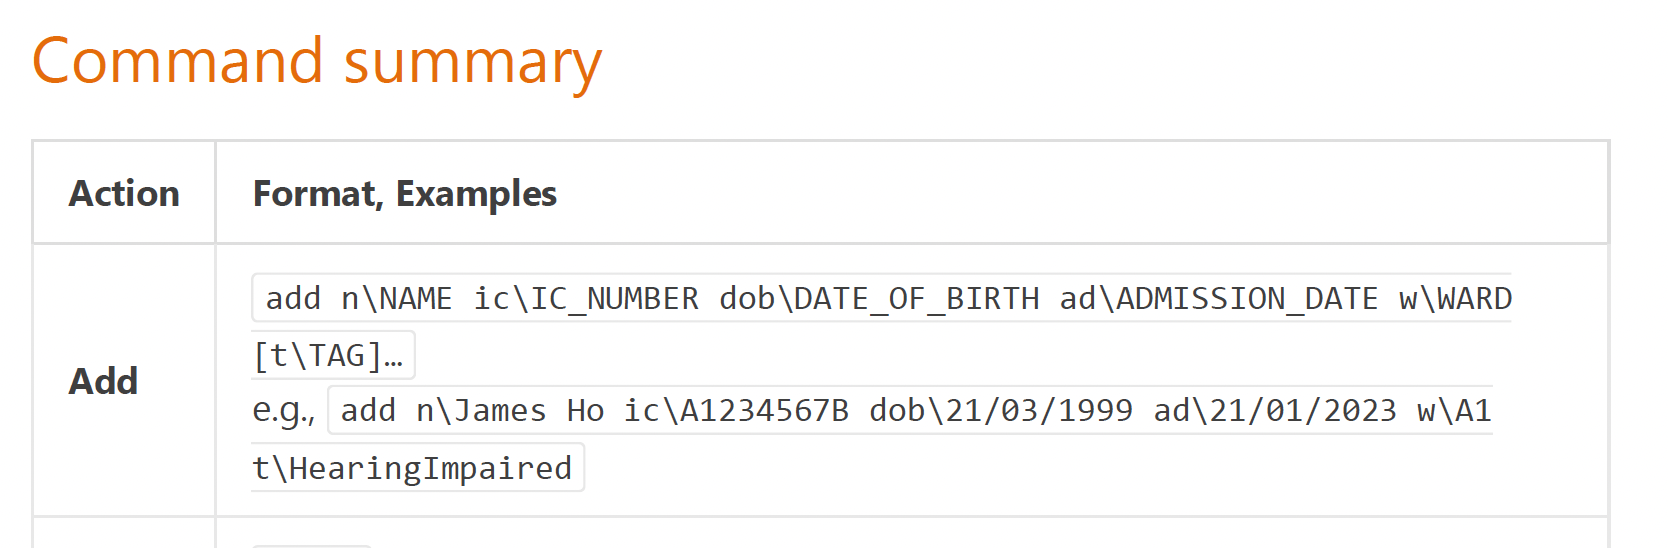 Command summary
Action
Format, Examples
Add
add n\NAME ic\IC_NUMBER dob\DATE_OF_BIRTH ad\ADMISSION_DATE w\WARD
[t\TAG]…
e.g., add n\James Ho ic\A1234567B dob\21/03/1999 ad\21/01/2023 w\A1
t\HearingImpaired